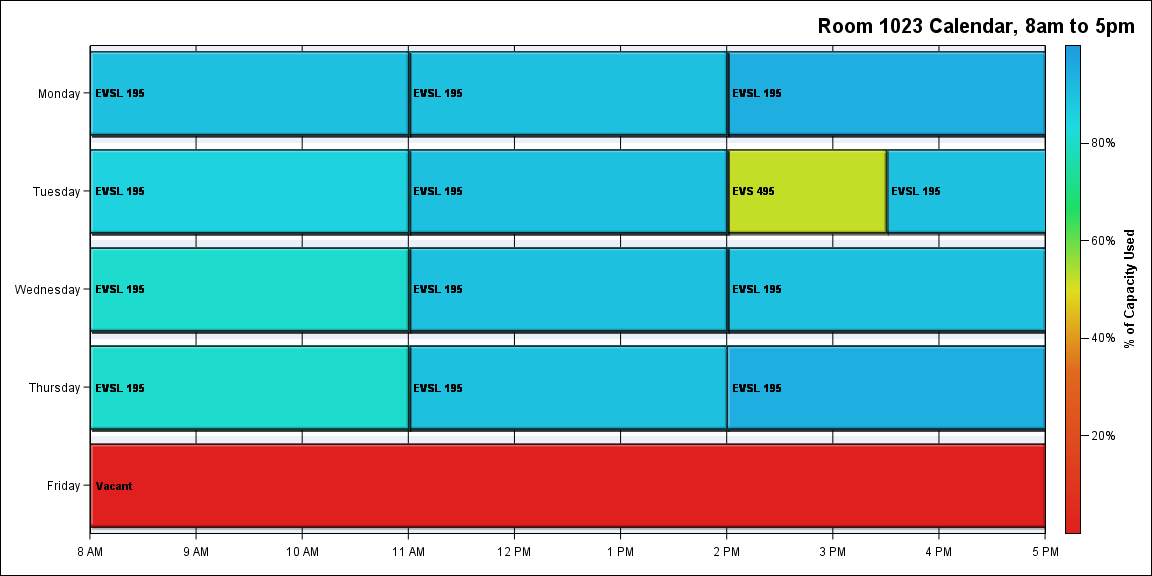 Room 1023 Calendar, 8am to 5pm
Monday
EVSL 195
EVSL 195
EVSL 195
Tuesday
EVSL 195
EVSL 195
EVS 495
EVSL 195
Wednesday
EVSL 195
EVSL 195
EVSL 195
Thursday
EVSL 195
EVSL 195
EVSL 195
Friday
Vacant
8 AM
9 AM
10 AM
11 AM
12 PM
1 PM
2 PM
3 PM
4 PM
5 PM
80%
60%
40%
20%
% of Capacity Used